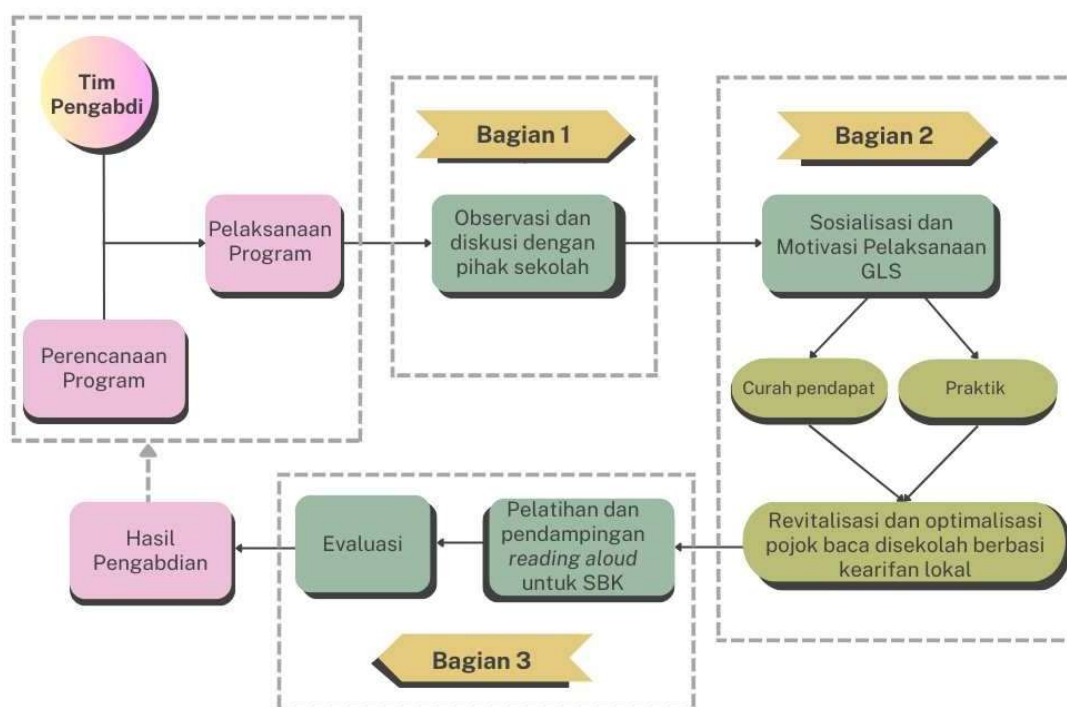 Tim
Pengabdi
Pelaksanaan
Program
Perencanaan
Program
Bagian 1
Observasi dan
diskusi dengan
pihak sekolah
Bagian 2
Sosialisasi dan
Motivasi Pelaksanaan
GLS
Curah pendapat
Praktik
Revitalisasi dan optimalisasi
pojok baca disekolah berbasi
kearifan lokal
Pelatihan dan
pendampingan
reading aloud
untuk SBK
Evaluasi
Bagian 3
Hasil
Pengabdian